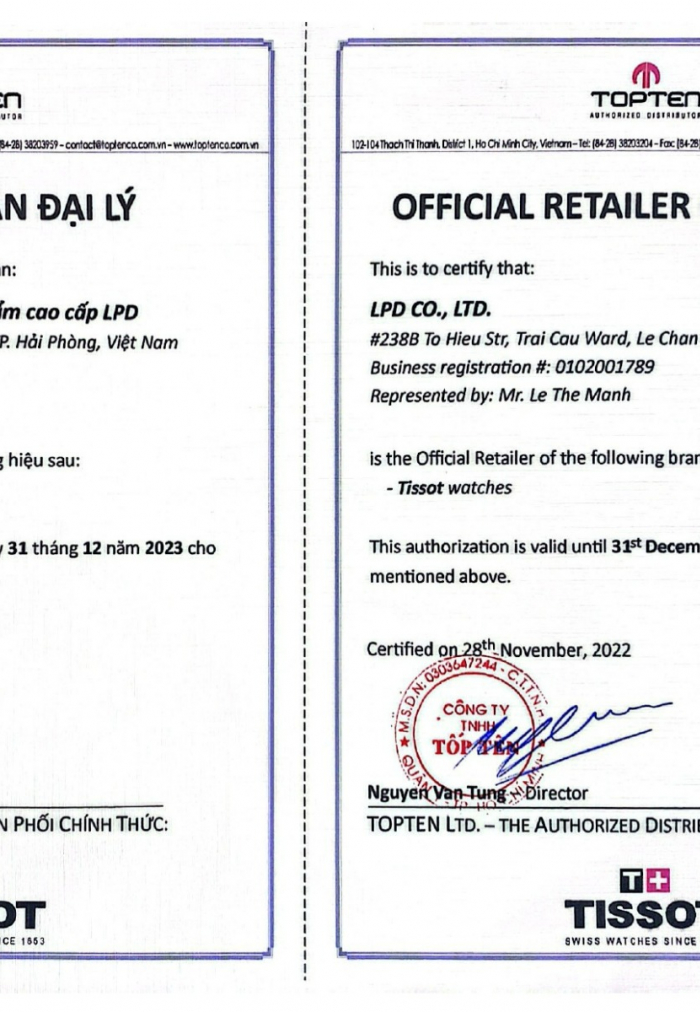 (84-28) 38203959 - contact@toptenco.com.vn - www.toptenco.com.vn
ĐẠI LÝ
cao cấp LPD
P. Hải Phòng, Việt Nam
hiệu sau:
31 tháng 12 năm 2023 cho
PHỐI CHÍNH THỨC:
1853
TOPTEN
AUTHORIZED DISTRIBUTOR
102-104 Thach Thi Thanh, District 1, Ho Chi Minh City, Vietnam - Tel: (84-28) 38203204 - Fax: (84-28)
OFFICIAL RETAILER
This is to certify that:
LPD CO., LTD.
#238B To Hieu Str, Trai Cau Ward, Le Chan
Business registration #: 0102001789
Represented by: Mr. Le The Manh
is the Official Retailer of the following bran
- Tissot watches
This authorization is valid until 31st Decem
mentioned above.
Certified on 28th November, 2022
M.S.D.N: 0303647244 - C.T.T.N.H
CÔNG TY
TNHH
TỐP TÊN
Nguyen Van Tung - Director
TOPTEN LTD. – THE AUTHORIZED DISTRI
T+
TISSOT
SWISS WATCHES SINCE